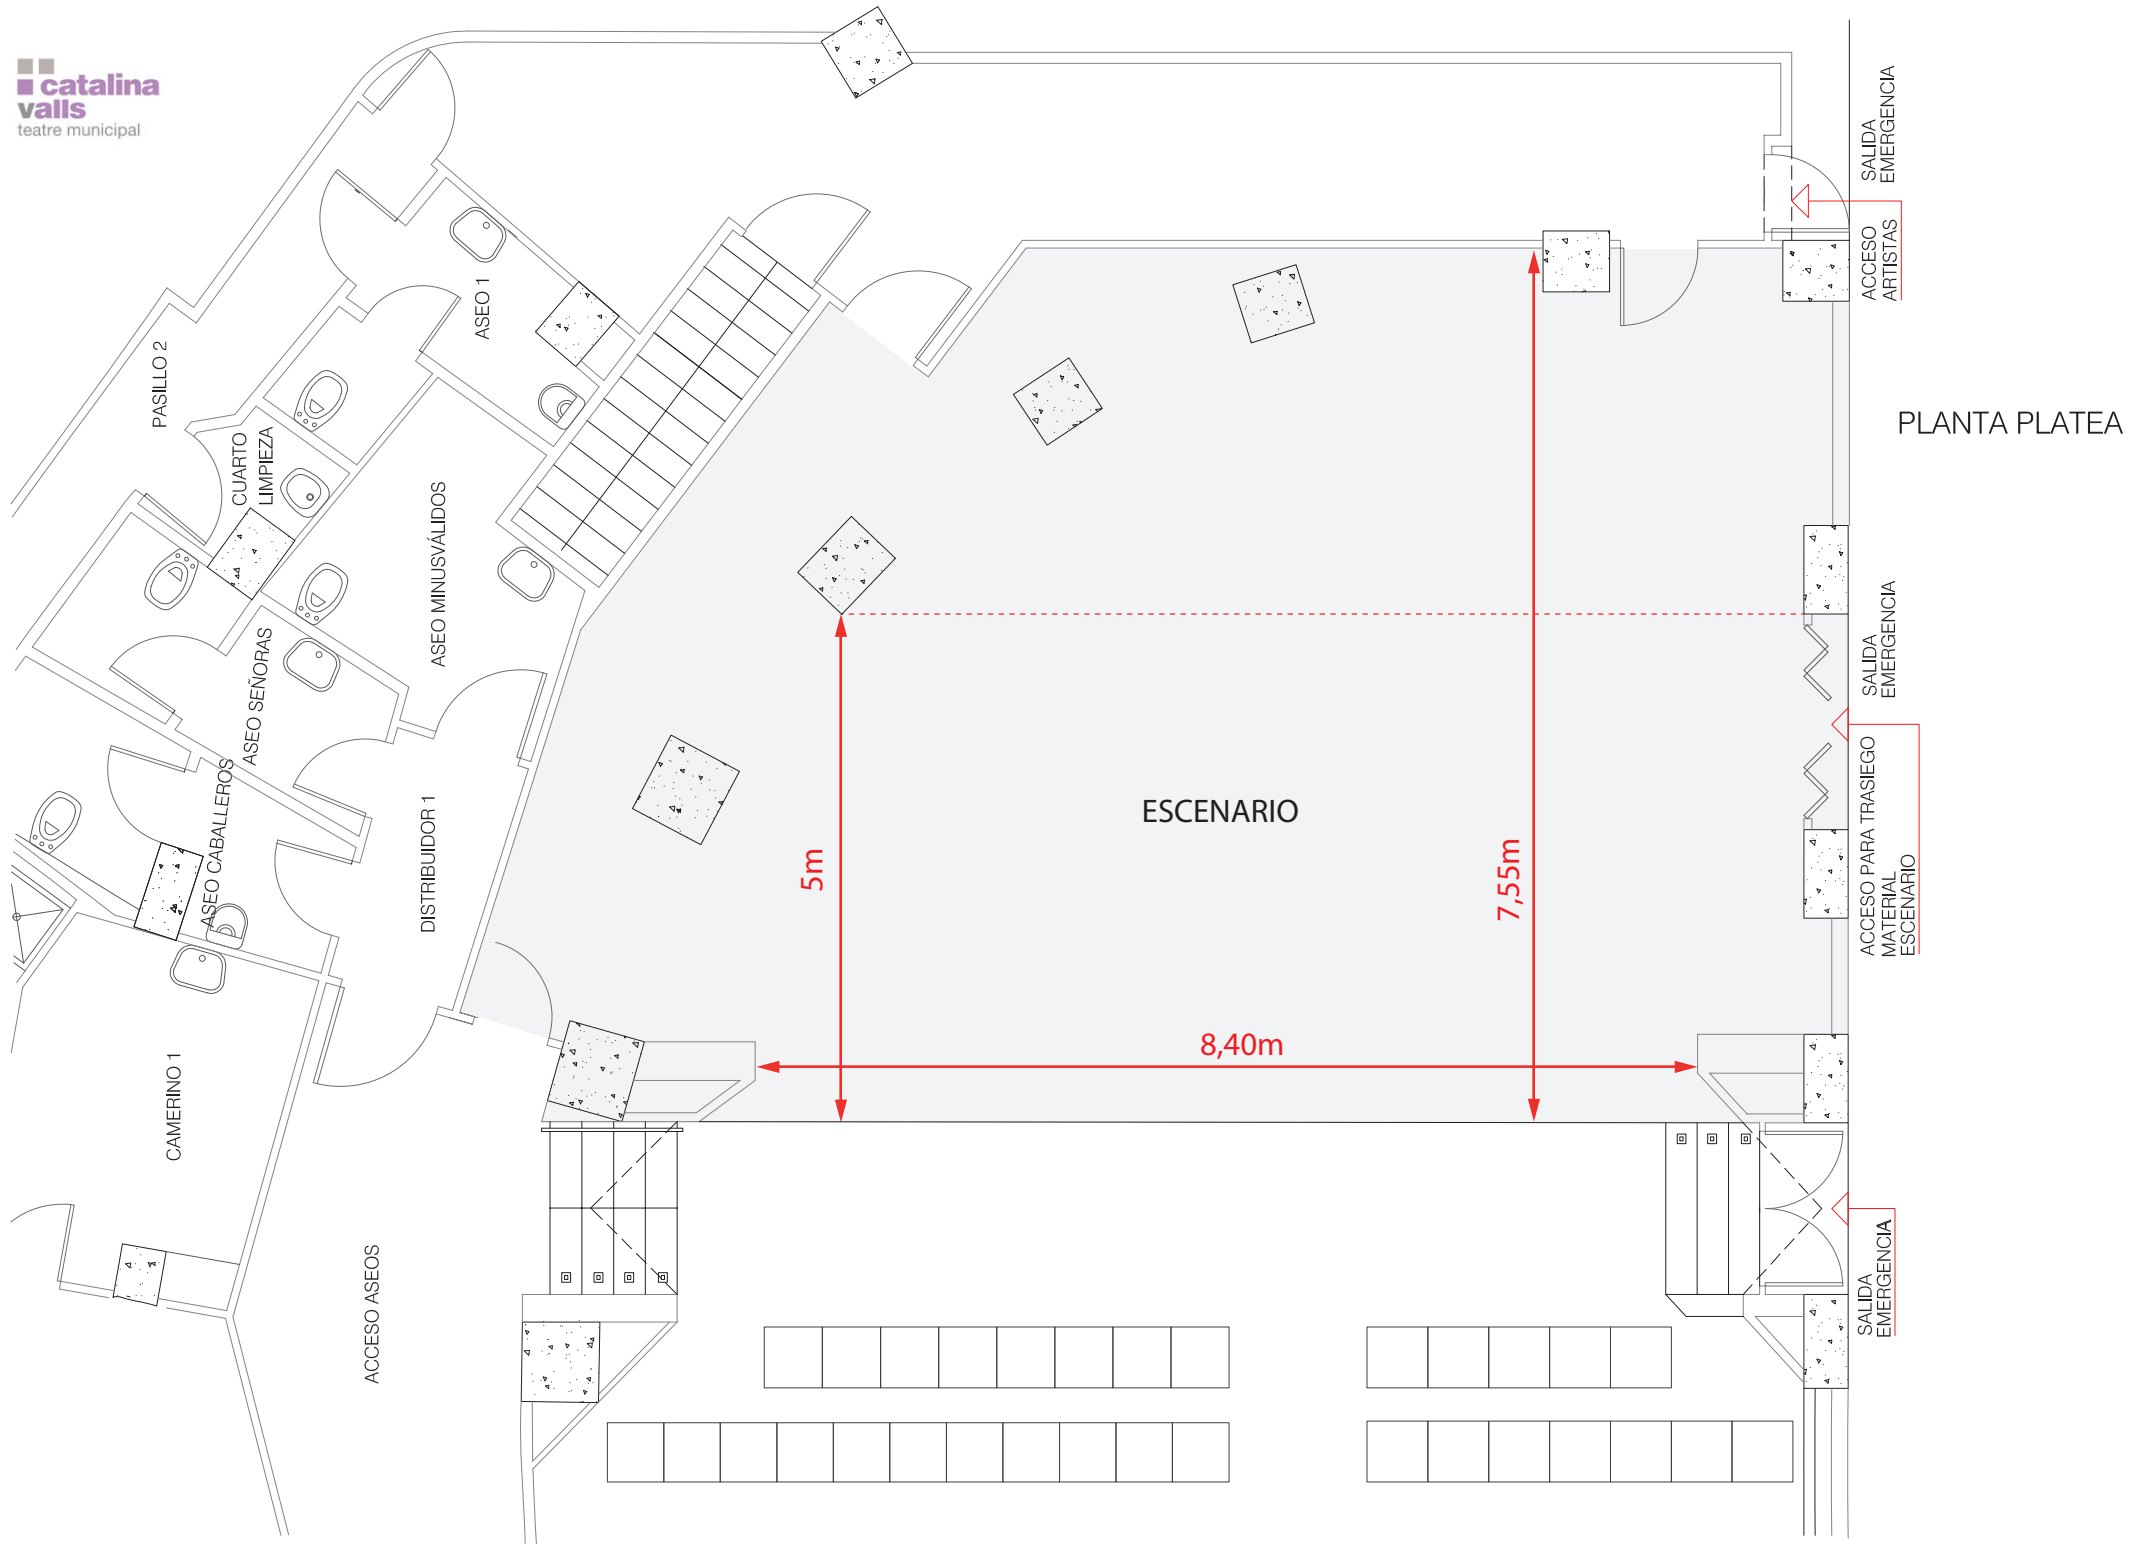 catalina
valls
teatre municipal
SALIDA
EMERGENCIA
ACCESO
ARTISTAS
ASEO 1
PASILLO 2
PLANTA PLATEA
CUARTO
LIMPIEZA
ASEO MINUSVÁLIDOS
ASEO SEÑORAS
SALIDA
EMERGENCIA
ASEO CABALLEROS
DISTRIBUIDOR 1
ESCENARIO
5m
7,55m
ACCESO PARA TRASIEGO
MATERIAL
ESCENARIO
8,40m
CAMERINO 1
ACCESO ASEOS
SALIDA
EMERGENCIA